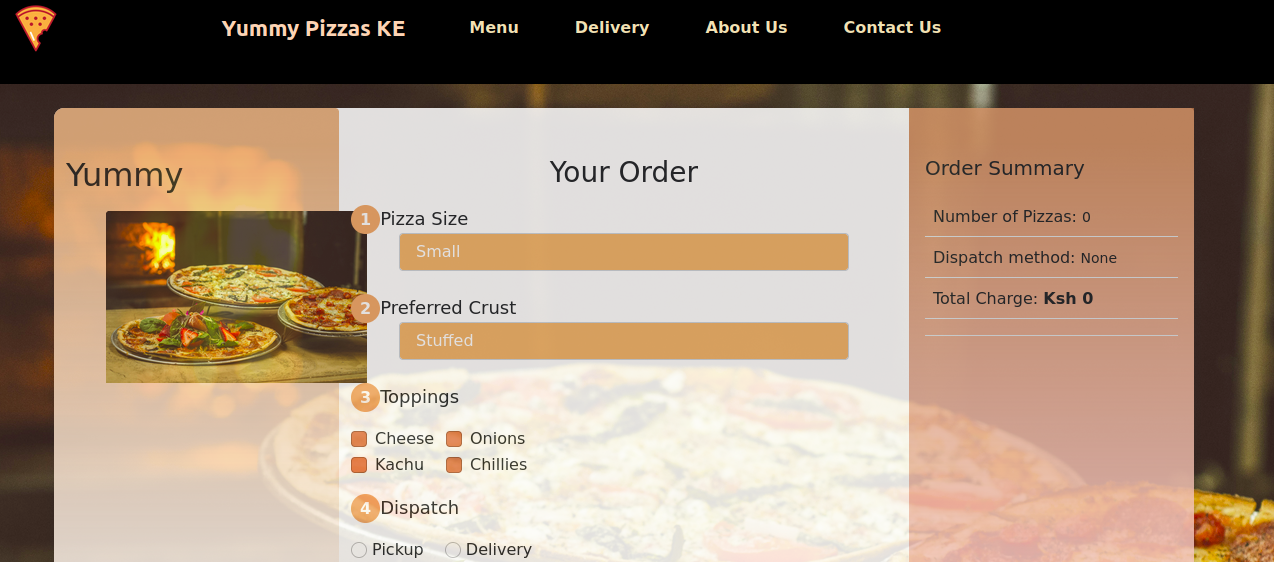 Yummy Pizzas KE Menu Delivery About Us Contact Us
Yummy
Your Order
1 Pizza Size
Small
2 Preferred Crust
Stuffed
3 Toppings
Cheese Onions
Kachu Chillies
4 Dispatch
Pickup Delivery
Order Summary
Number of Pizzas: 0
Dispatch method: None
Total Charge: Ksh 0